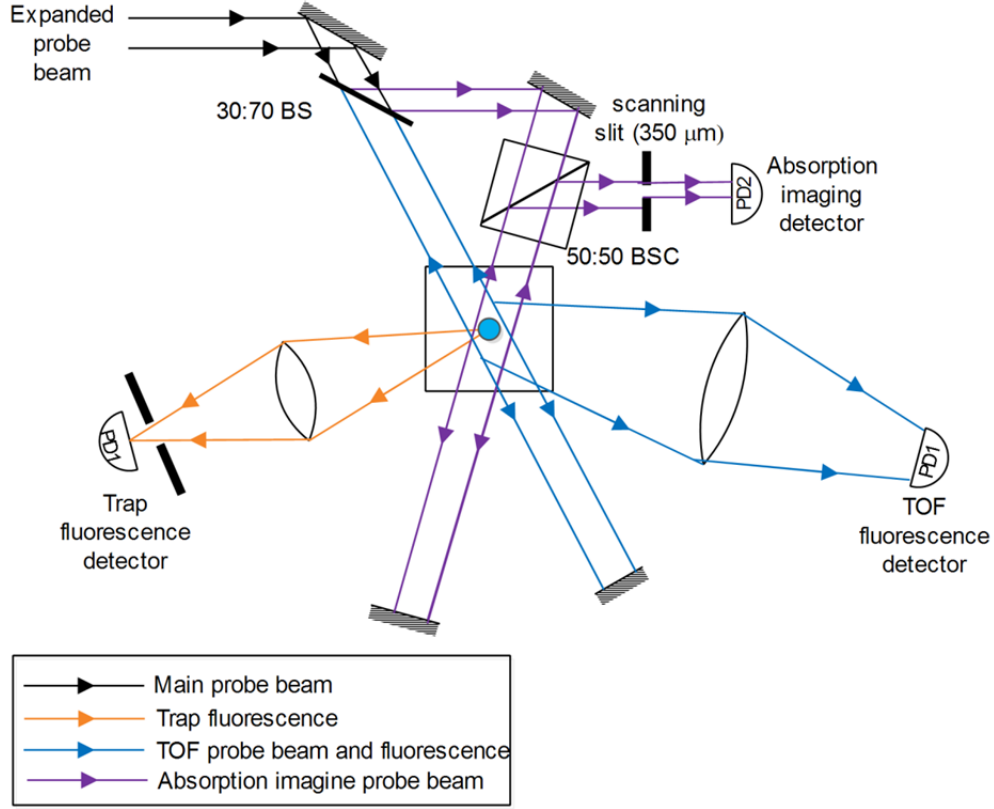 Expanded
probe
beam
30:70 BS
scanning
slit (350 μm)
PD2
Absorption
imaging
detector
50:50 BSC
PD1
Trap
fluorescence
detector
PD1
TOF
fluorescence
detector
Main probe beam
Trap fluorescence
TOF probe beam and fluorescence
Absorption imagine probe beam